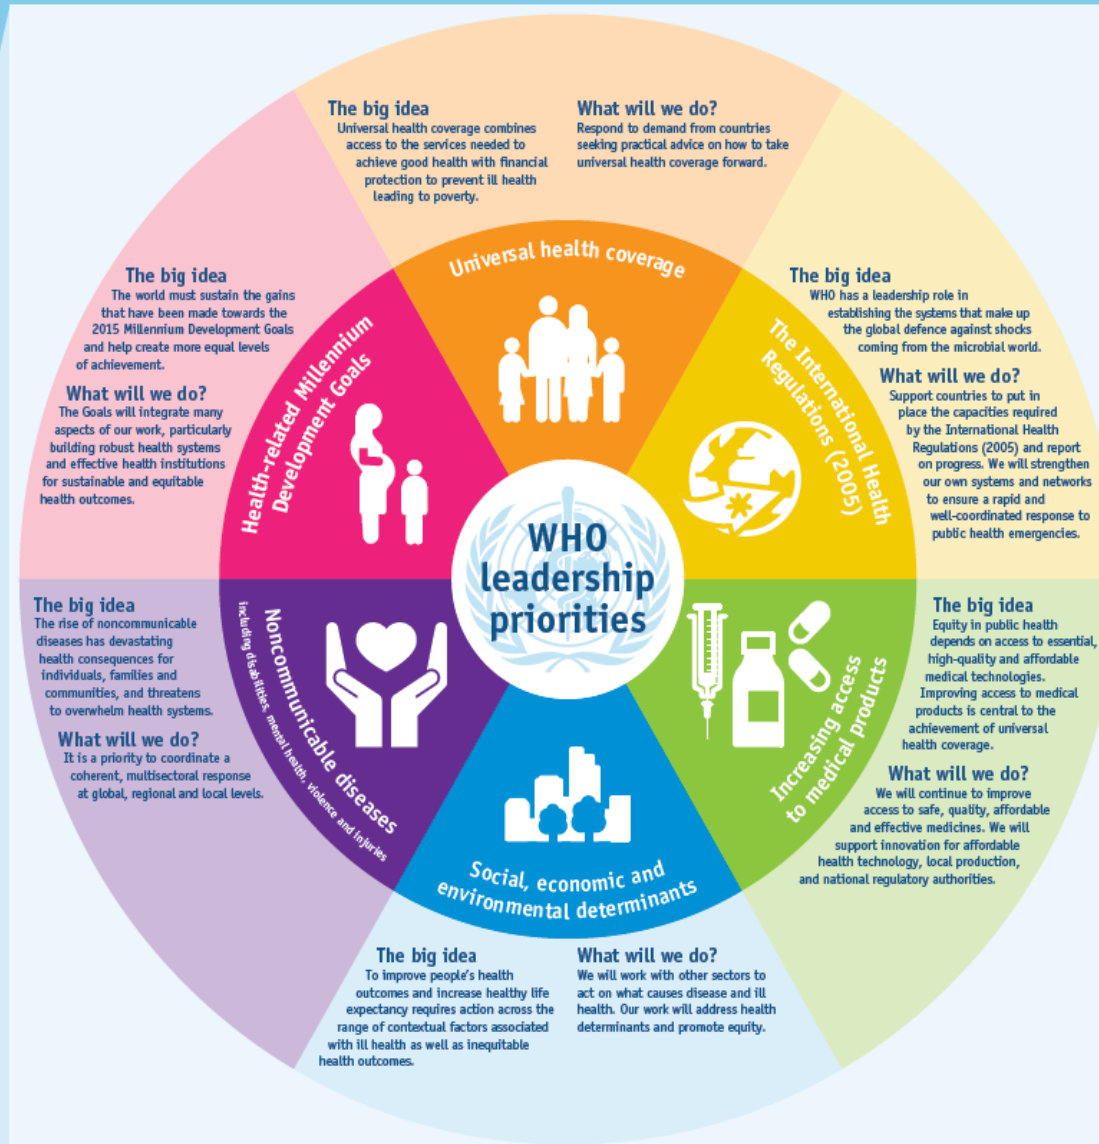 The big idea
Universal health coverage combines
access to the services needed to
achieve good health with financial
protection to prevent ill health
leading to poverty.
What will we do?
Respond to demand from countries
seeking practical advice on how to take
universal health coverage forward.
Universal health coverage
The big idea
WHO has a leadership role in
establishing the systems that make up
the global defence against shocks
coming from the microbial world.
What will we do?
Support countries to put in
place the capacities required
by the International Health
Regulations (2005) and report
on progress. We will strengthen
our own systems and networks
to ensure a rapid and
well-coordinated response to
public health emergencies.
The International Health
Regulations (2005)
The big idea
Equity in public health
depends on access to essential,
high-quality and affordable
medical technologies.
Improving access to medical
products is central to the
achievement of universal
health coverage.
What will we do?
We will continue to improve
access to safe, quality, affordable
and effective medicines. We will
support innovation for affordable
health technology, local production,
and national regulatory authorities.
Increasing access
to medical products
Social, economic and
environmental determinants
The big idea
To improve people's health
outcomes and increase healthy life
expectancy requires action across the
range of contextual factors associated
with ill health as well as inequitable
health outcomes.
What will we do?
We will work with other sectors to
act on what causes disease and ill
health. Our work will address health
determinants and promote equity.
The big idea
The rise of noncommunicable
diseases has devastating
health consequences for
individuals, families and
communities, and threatens
to overwhelm health systems.
What will we do?
It is a priority to coordinate a
coherent, multisectoral response
at global, regional and local levels.
Noncommunicable diseases
including disabilities, mental health, violence and injuries
The big idea
The world must sustain the gains
that have been made towards the
2015 Millennium Development Goals
and help create more equal levels
of achievement.
What will we do?
The Goals will integrate many
aspects of our work, particularly
building robust health systems
and effective health institutions
for sustainable and equitable
health outcomes.
Health-related Millennium
Development Goals
WHO
leadership
priorities